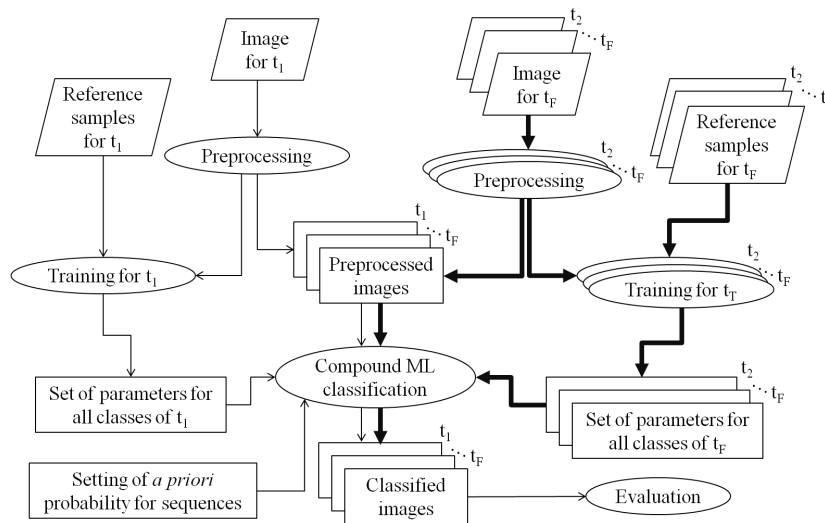 Image
for t1
t2
tF
Image
for tF
Reference
samples
for t1
t2
t
Reference
samples
for tF
Preprocessing
t2
tF
Preprocessing
t1
tF
Preprocessed
images
Training for t1
t2
tF
Training for tT
Compound ML
classification
Set of parameters for
all classes of t1
t2
tF
Set of parameters for
all classes of tF
Setting of a priori
probability for sequences
t1
tF
Classified
images
Evaluation